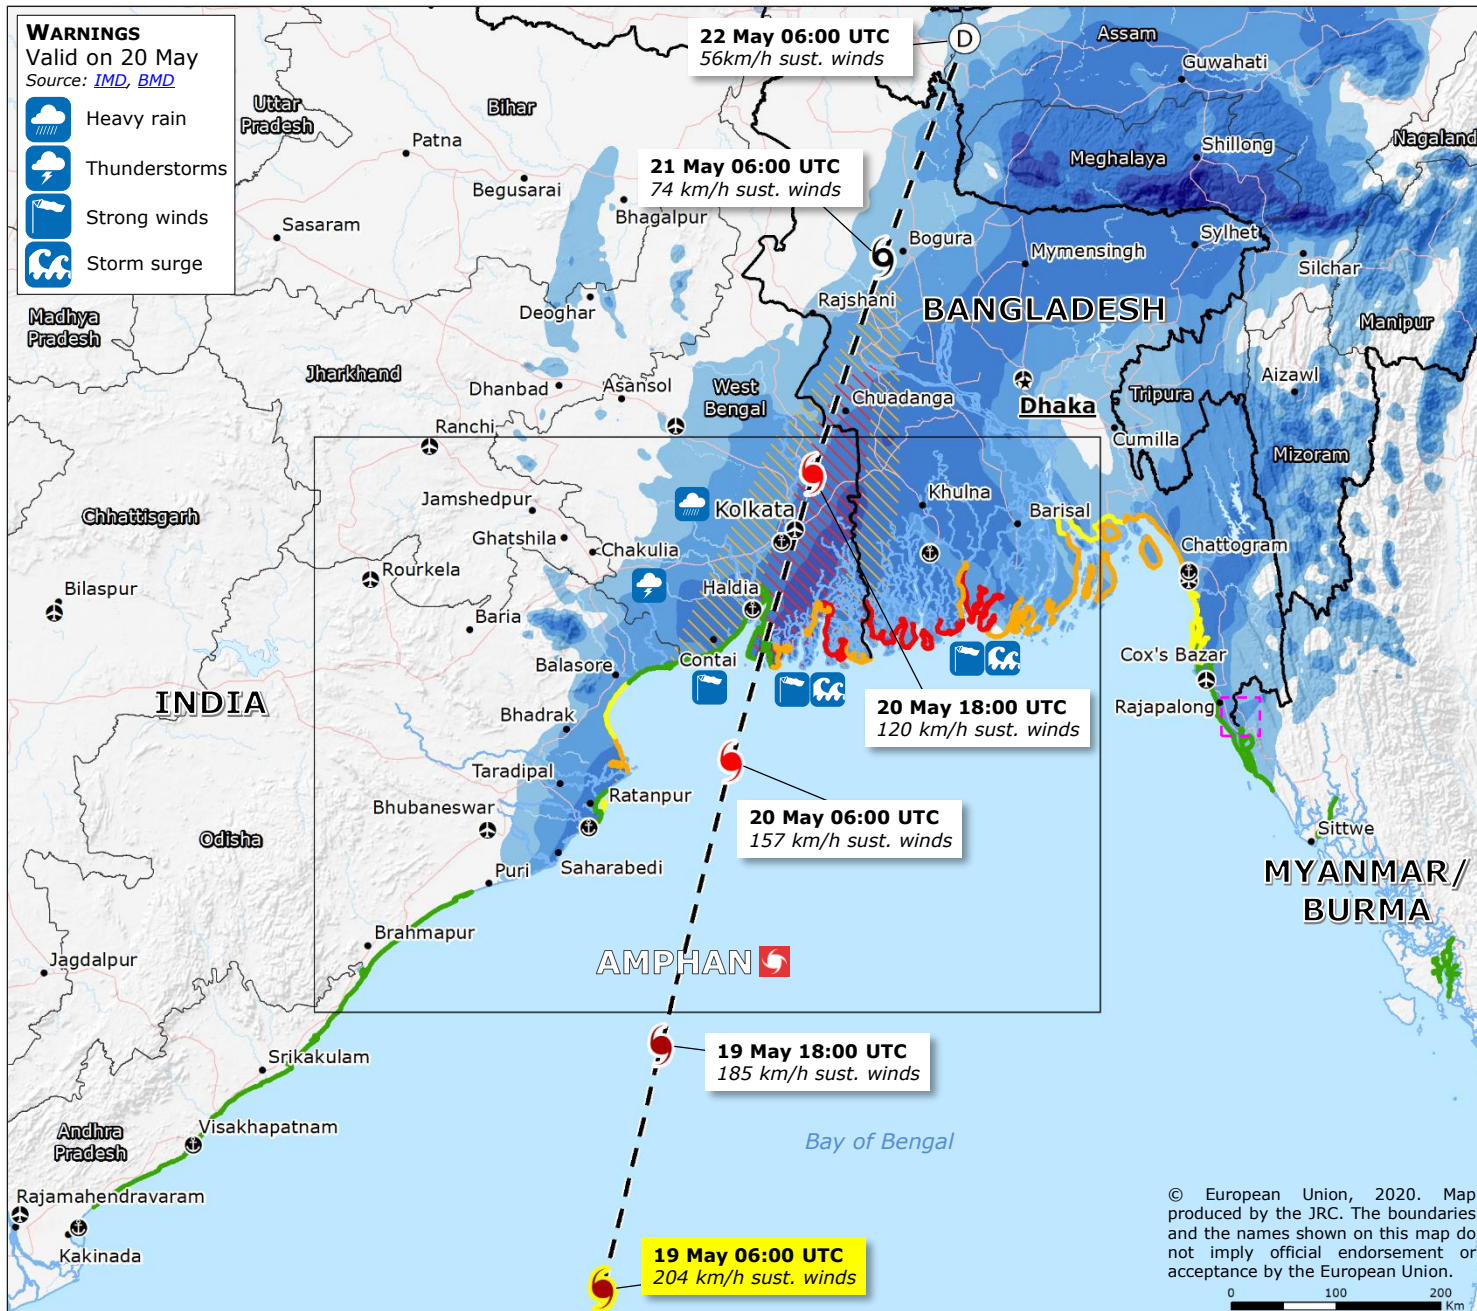 WARNINGS
Valid on 20 May
Source: IMD, BMD
Heavy rain
Thunderstorms
Strong winds
Storm surge
22 May 06:00 UTC
56km/h sust. winds
D
Assam
Guwahati
Uttar
Pradesh
Bihar
Patna
Nagaland
Shillong
Meghalaya
21 May 06:00 UTC
74 km/h sust. winds
Begusarai
Bhagalpur
Sasaram
Bogura
Mymensingh
Sylhet
Silchar
Rajshani
BANGLADESH
Deoghar
Madhya
Pradesh
Manipur
Jharkhand
Dhanbad
Asansol
West
Bengal
Chuadanga
Dhaka
Tripura
Aizawl
Ranchi
Cumilla
Mizoram
Jamshedpur
Kolkata
Khulna
Barisal
Chhattisgarh
Ghatshila
Chakulia
Chattogram
Rourkela
Bilaspur
Haldia
Baria
Contai
Balasore
Cox's Bazar
INDIA
Rajapalong
20 May 18:00 UTC
120 km/h sust. winds
Bhadrak
Taradipal
Ratanpur
Bhubaneswar
20 May 06:00 UTC
157 km/h sust. winds
Sittwe
Odisha
Saharabedi
Puri
MYANMAR/
BURMA
Brahmapur
Jagdalpur
AMPHAN
19 May 18:00 UTC
185 km/h sust. winds
Srikakulam
Visakhapatnam
Andhra
Pradesh
Bay of Bengal
Rajamahendravaram
Kakinada
19 May 06:00 UTC
204 km/h sust. winds
© European Union, 2020. Map
produced by the JRC. The boundaries
and the names shown on this map do
not imply official endorsement or
acceptance by the European Union.
0 100 200
Km